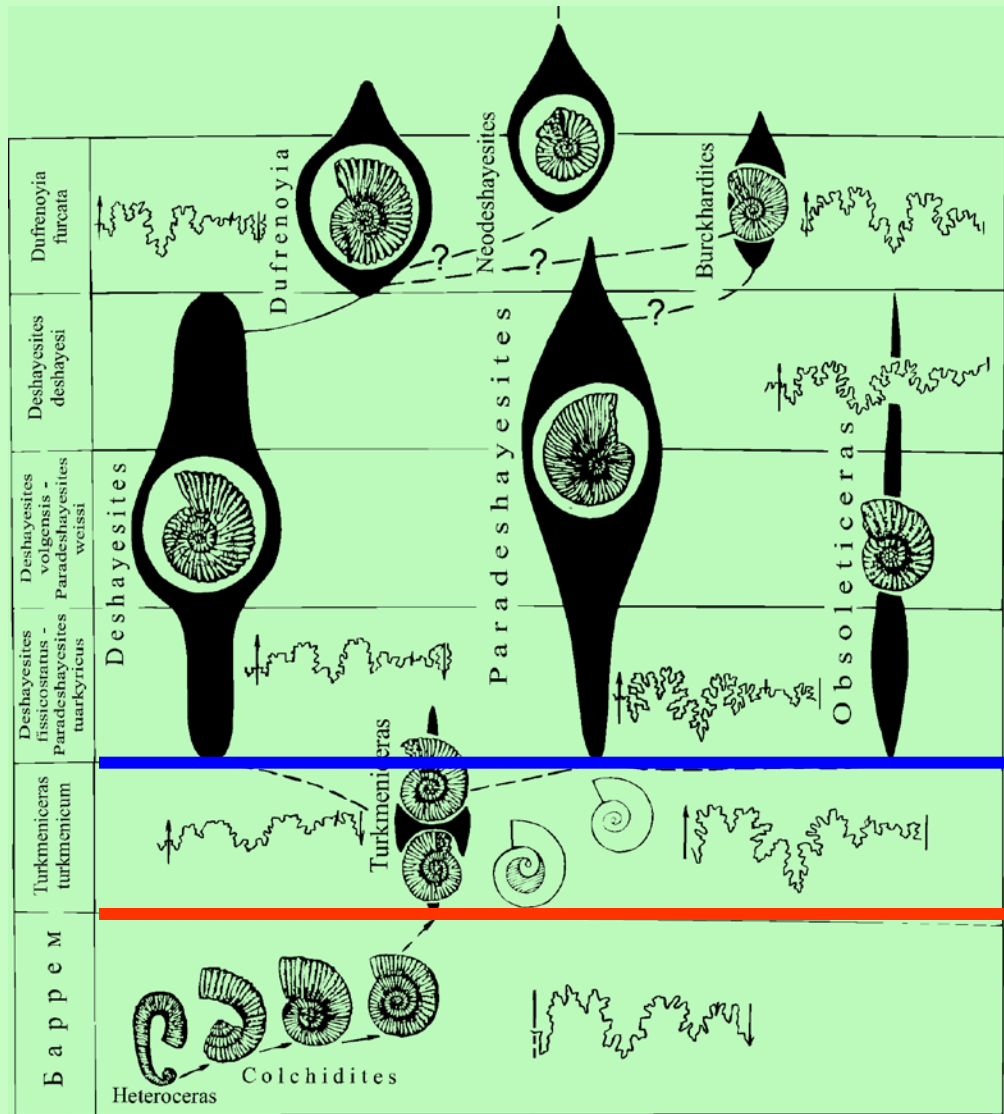 Dufrenoyia
furcata
Dufrenoyia
Neodeshayesites
Burckhardites
?
?
?
Deshayesites
deshayesi
Deshayesites
volgensis -
Paradeshayesites
weissi
Deshayesites
Paradeshayesites
Obsoleticeras
Deshayesites
fissicostatus -
Paradeshayesites
tuarkyricus
Turkmeniceras
turkmenicum
Turkmeniceras
Баррем
Heteroceras
Colchidites